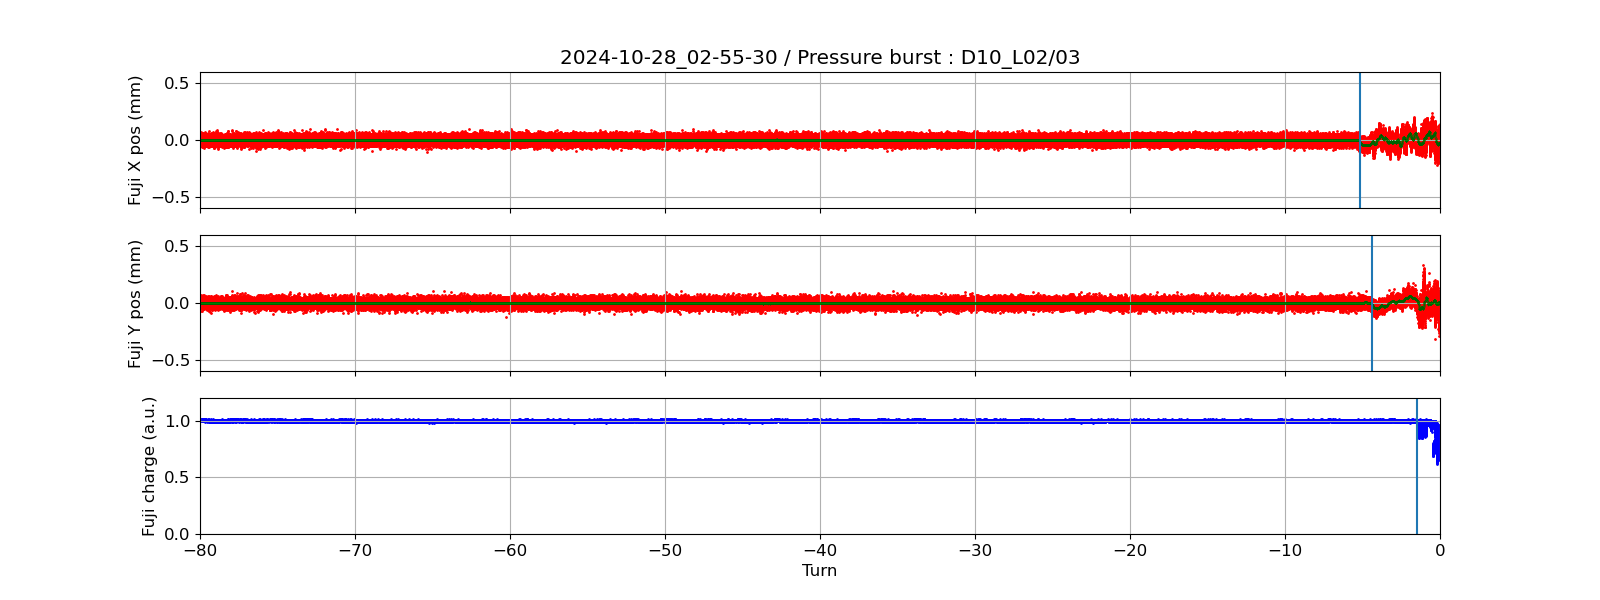 2024-10-28_02-55-30 / Pressure burst : D10_L02/03
Fuji X pos (mm)
0.5
0.0
−0.5
Fuji Y pos (mm)
0.5
0.0
−0.5
Fuji charge (a.u.)
1.0
0.5
0.0
−80 −70 −60 −50 −40 −30 −20 −10 0
Turn